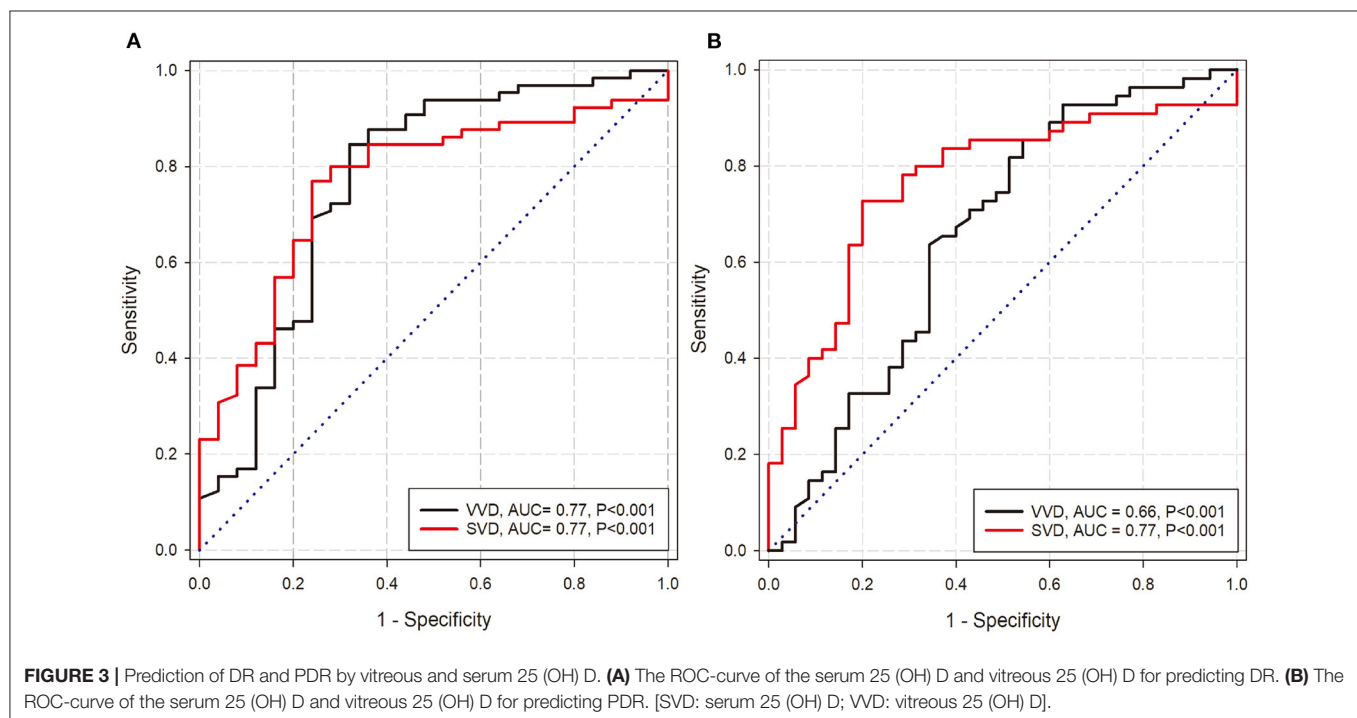 A
B
1.0
0.8
0.6
0.4
0.2
0.0
Sensitivity
0.0 0.2 0.4 0.6 0.8 1.0
1 - Specificity
VVD, AUC= 0.77, P<0.001
SVD, AUC= 0.77, P<0.001
1.0
0.8
0.6
0.4
0.2
0.0
Sensitivity
0.0 0.2 0.4 0.6 0.8 1.0
1 - Specificity
VVD, AUC = 0.66, P<0.001
SVD, AUC = 0.77, P<0.001
FIGURE 3 | Prediction of DR and PDR by vitreous and serum 25 (OH) D. (A) The ROC-curve of the serum 25 (OH) D and vitreous 25 (OH) D for predicting DR. (B) The
ROC-curve of the serum 25 (OH) D and vitreous 25 (OH) D for predicting PDR. [SVD: serum 25 (OH) D; VVD: vitreous 25 (OH) D].